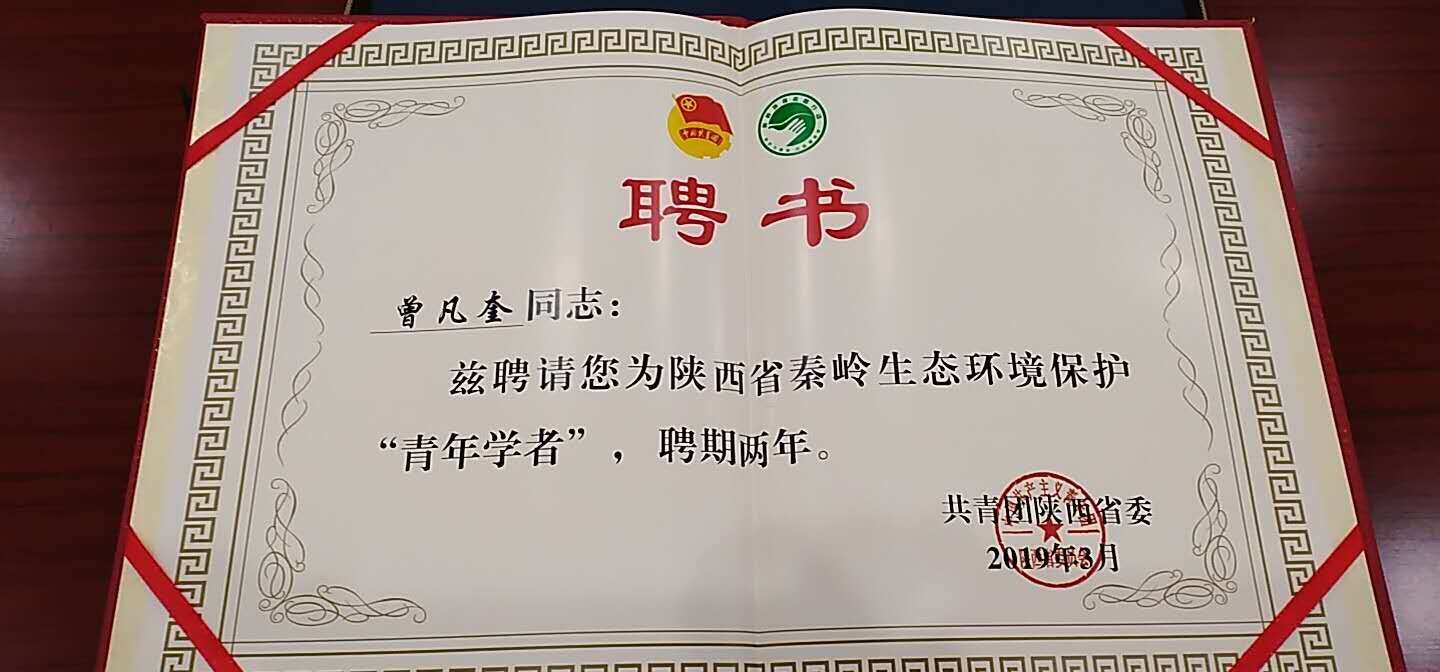 聘书
曾凡奎同志：
兹聘请您为陕西省秦岭生态环境保护
“青年学者”，聘期两年。
共青团陕西省委
2019年3月